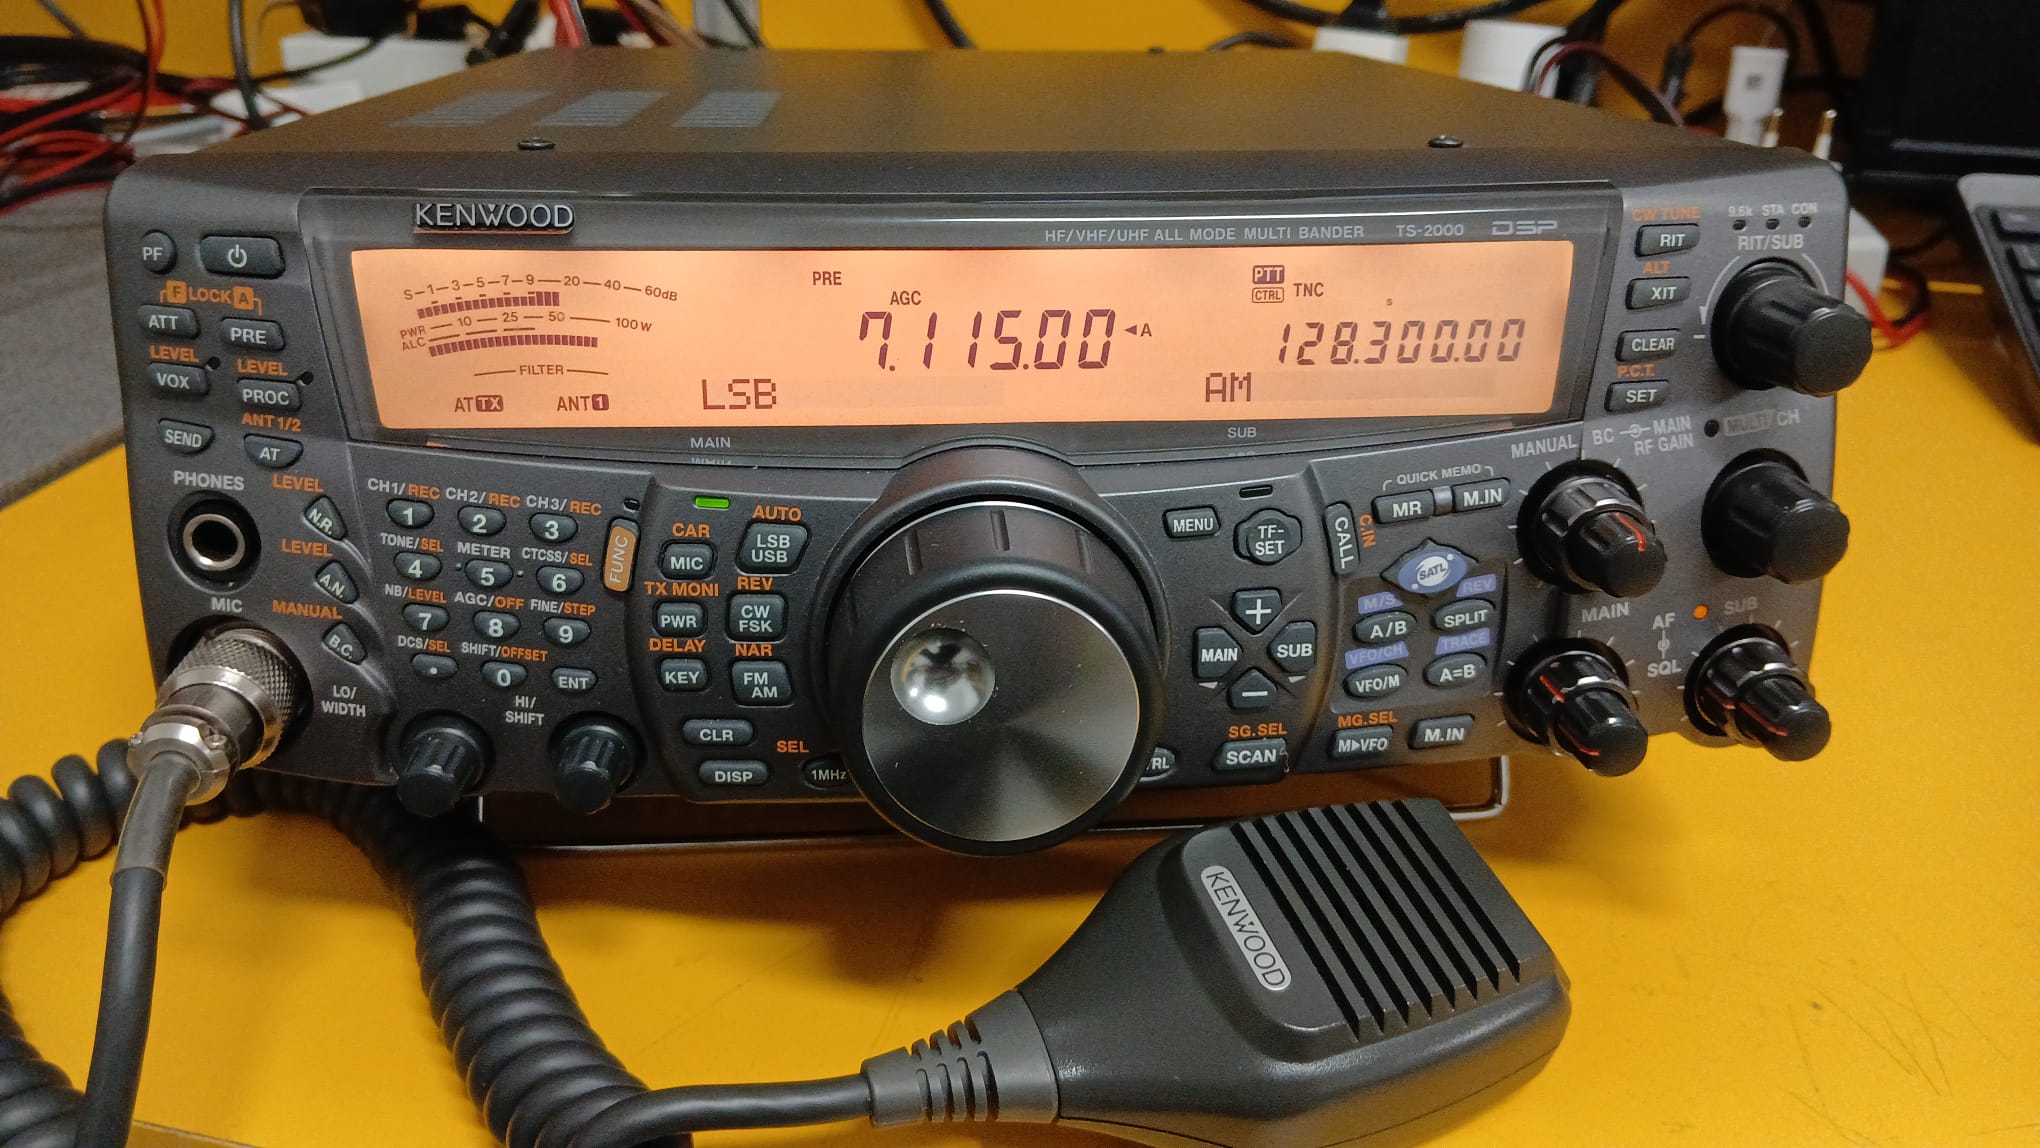 KENWOOD
HF/VHF/UHF ALL MODE MULTI BANDER TS-2000 DSP
PF
F LOCK A
ATT
PRE
LEVEL
LEVEL
VOX
PROC
ANT 1/2
SEND
AT
PHONES
LEVEL
N.R.
LEVEL
A.N.
MIC
MANUAL
B.C.
LO/
WIDTH
HI/
SHIFT
S 1 3 5 7 9 20 40 60dB
PWR 10 25 50 100 W
ALC
FILTER
AT TX ANT 1
PRE
AGC
7.115.00 ◄A
LSB
PTT
CTRL TNC
S
128.300.00
AM
MAIN
SUB
CH1/REC CH2/REC CH3/REC
1 2 3
TONE/SEL METER CTCSS/SEL
4 5 6
NB/LEVEL AGC/OFF FINE/STEP
7 8 9
DCS/SEL SHIFT/OFFSET
. 0 ENT
FUNC
CAR
MIC
AUTO
LSB
USB
TX MONI
PWR
REV
CW
FSK
DELAY
KEY
NAR
FM
AM
CLR
SEL
DISP
1MHz
MENU
TF-
SET
+
MAIN
SUB
−
SG.SEL
SCAN
CALL
C.IN
QUICK MEMO
MR
M.IN
SATL
M/S
REV
A/B
SPLIT
VFO/CH
TRACE
VFO/M
A=B
MG.SEL
M▶VFO
M.IN
CW TUNE
RIT
9.6k STA CON
RIT/SUB
ALT
XIT
CLEAR
P.C.T.
SET
MANUAL BC MAIN
RF GAIN
MULTI CH
MAIN
AF
SQL
SUB
KENWOOD